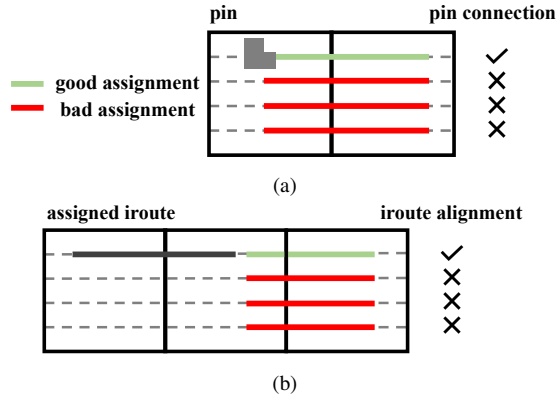 pin pin connection
good assignment
bad assignment
(a)
assigned iroute iroute alignment
(b)